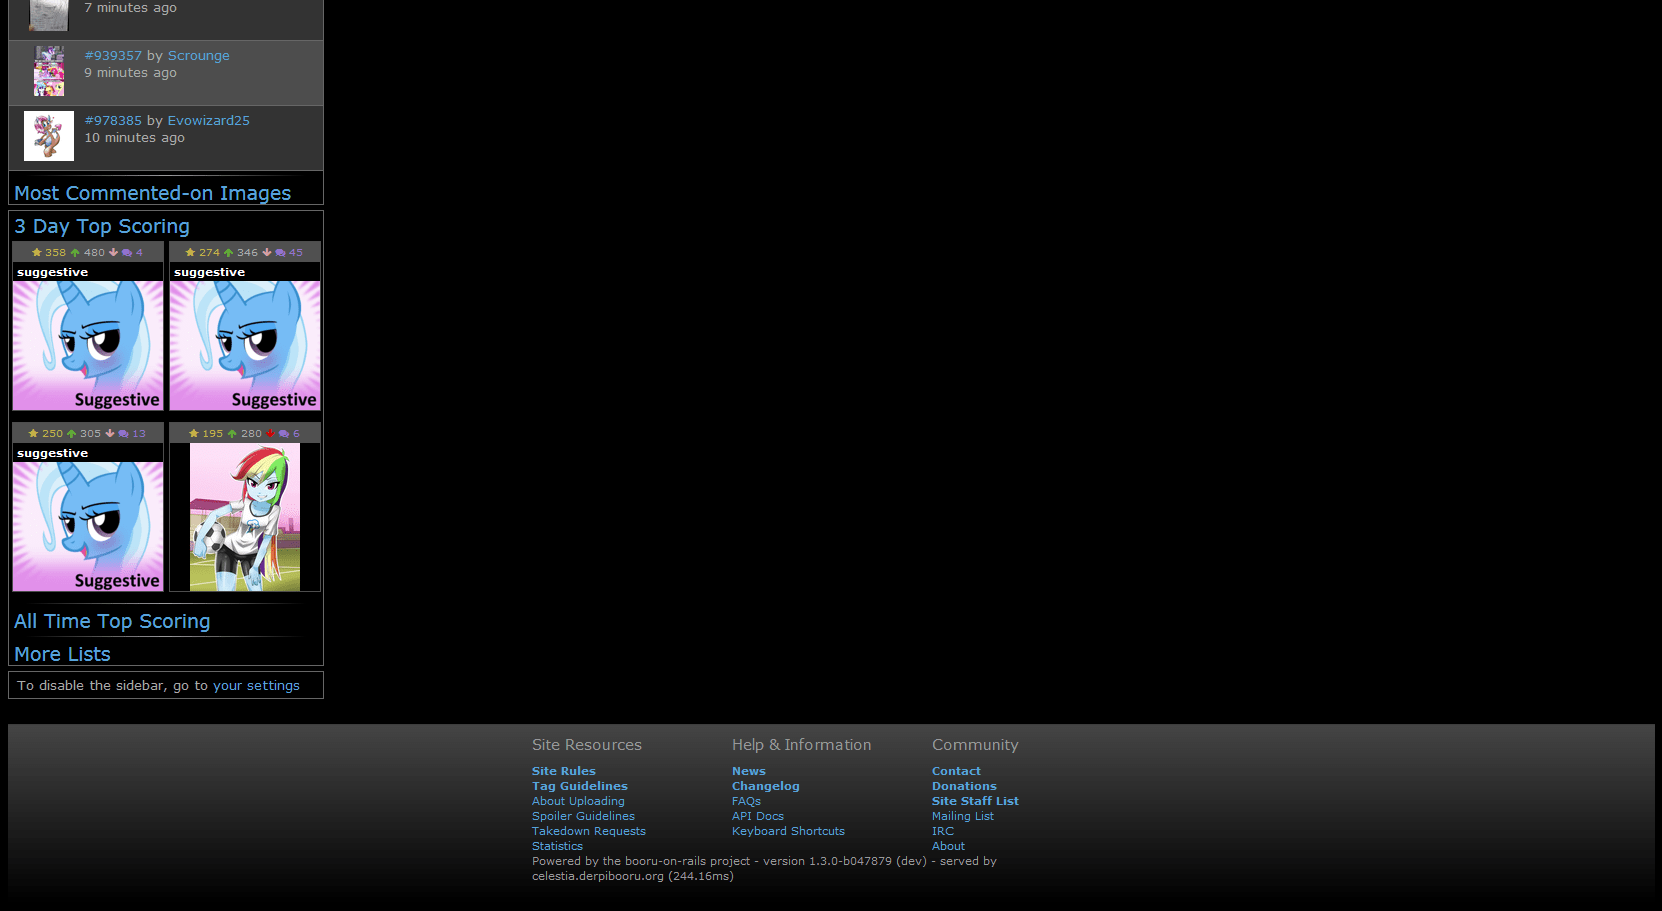 7 minutes ago
#939357 by Scrounge
9 minutes ago
#978385 by Evowizard25
10 minutes ago
Most Commented-on Images
3 Day Top Scoring
358 480 4
274 346 45
suggestive
suggestive
Suggestive
Suggestive
250 305 13
195 280 6
suggestive
Suggestive
All Time Top Scoring
More Lists
To disable the sidebar, go to your settings
Site Resources
Site Rules
Tag Guidelines
About Uploading
Spoiler Guidelines
Takedown Requests
Statistics
Help & Information
News
Changelog
FAQs
API Docs
Keyboard Shortcuts
Community
Contact
Donations
Site Staff List
Mailing List
IRC
About
Powered by the booru-on-rails project - version 1.3.0-b047879 (dev) - served by
celestia.derpibooru.org (244.16ms)